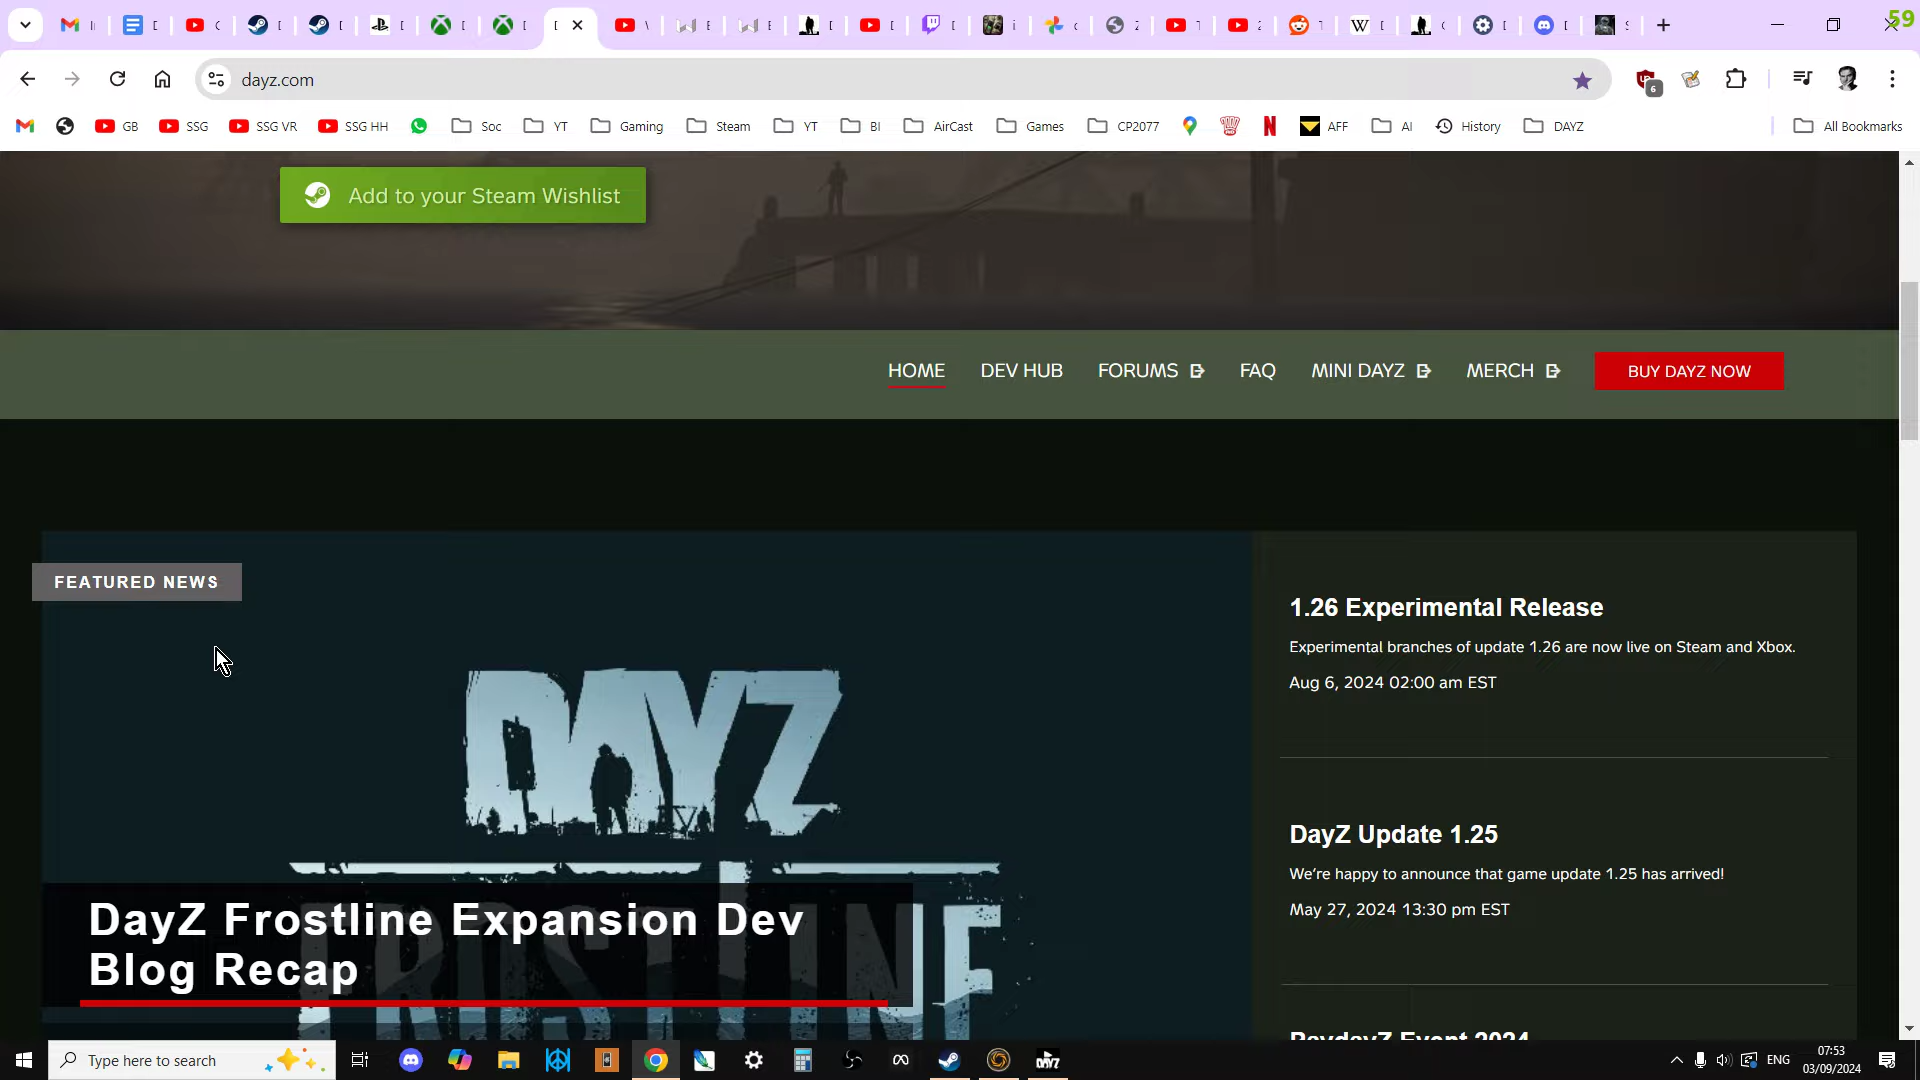 59
dayz.com
6
GB
SSG
SSG VR
SSG HH
Soc
YT
Gaming
Steam
YT
BI
AirCast
Games
CP2077
AFF
AI
History
DAYZ
All Bookmarks
Add to your Steam Wishlist
HOME
DEV HUB
FORUMS
FAQ
MINI DAYZ
MERCH
BUY DAYZ NOW
FEATURED NEWS
DAYZ
FROSTLINE
DayZ Frostline Expansion Dev
Blog Recap
1.26 Experimental Release
Experimental branches of update 1.26 are now live on Steam and Xbox.
Aug 6, 2024 02:00 am EST
DayZ Update 1.25
We're happy to announce that game update 1.25 has arrived!
May 27, 2024 13:30 pm EST
PaydayZ Event 2024
Type here to search
ENG
07:53
03/09/2024